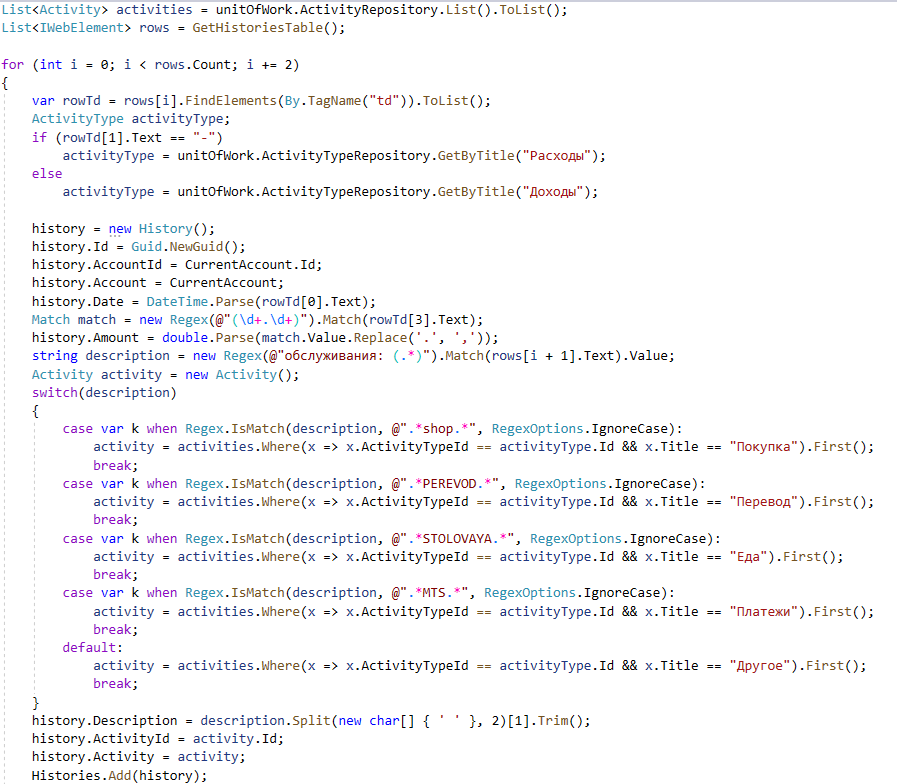 List<Activity> activities = unitOfWork.ActivityRepository.List().ToList();
List<IWebElement> rows = GetHistoriesTable();

for (int i = 0; i < rows.Count; i += 2)
{
    var rowTd = rows[i].FindElements(By.TagName("td")).ToList();
    ActivityType activityType;
    if (rowTd[1].Text == "-")
        activityType = unitOfWork.ActivityTypeRepository.GetByTitle("Расходы");
    else
        activityType = unitOfWork.ActivityTypeRepository.GetByTitle("Доходы");

    history = new History();
    history.Id = Guid.NewGuid();
    history.AccountId = CurrentAccount.Id;
    history.Account = CurrentAccount;
    history.Date = DateTime.Parse(rowTd[0].Text);
    Match match = new Regex(@"(\d+.\d+)").Match(rowTd[3].Text);
    history.Amount = double.Parse(match.Value.Replace('.', ','));
    string description = new Regex(@"обслуживания: (.*)").Match(rows[i + 1].Text).Value;
    Activity activity = new Activity();
    switch(description)
    {
        case var k when Regex.IsMatch(description, @".*shop.*", RegexOptions.IgnoreCase):
            activity = activities.Where(x => x.ActivityTypeId == activityType.Id && x.Title == "Покупка").First();
            break;
        case var k when Regex.IsMatch(description, @".*PEREVOD.*", RegexOptions.IgnoreCase):
            activity = activities.Where(x => x.ActivityTypeId == activityType.Id && x.Title == "Перевод").First();
            break;
        case var k when Regex.IsMatch(description, @".*STOLOVAYA.*", RegexOptions.IgnoreCase):
            activity = activities.Where(x => x.ActivityTypeId == activityType.Id && x.Title == "Еда").First();
            break;
        case var k when Regex.IsMatch(description, @".*MTS.*", RegexOptions.IgnoreCase):
            activity = activities.Where(x => x.ActivityTypeId == activityType.Id && x.Title == "Платежи").First();
            break;
        default:
            activity = activities.Where(x => x.ActivityTypeId == activityType.Id && x.Title == "Другое").First();
            break;
    }
    history.Description = description.Split(new char[] { ' ' }, 2)[1].Trim();
    history.ActivityId = activity.Id;
    history.Activity = activity;
    Histories.Add(history);